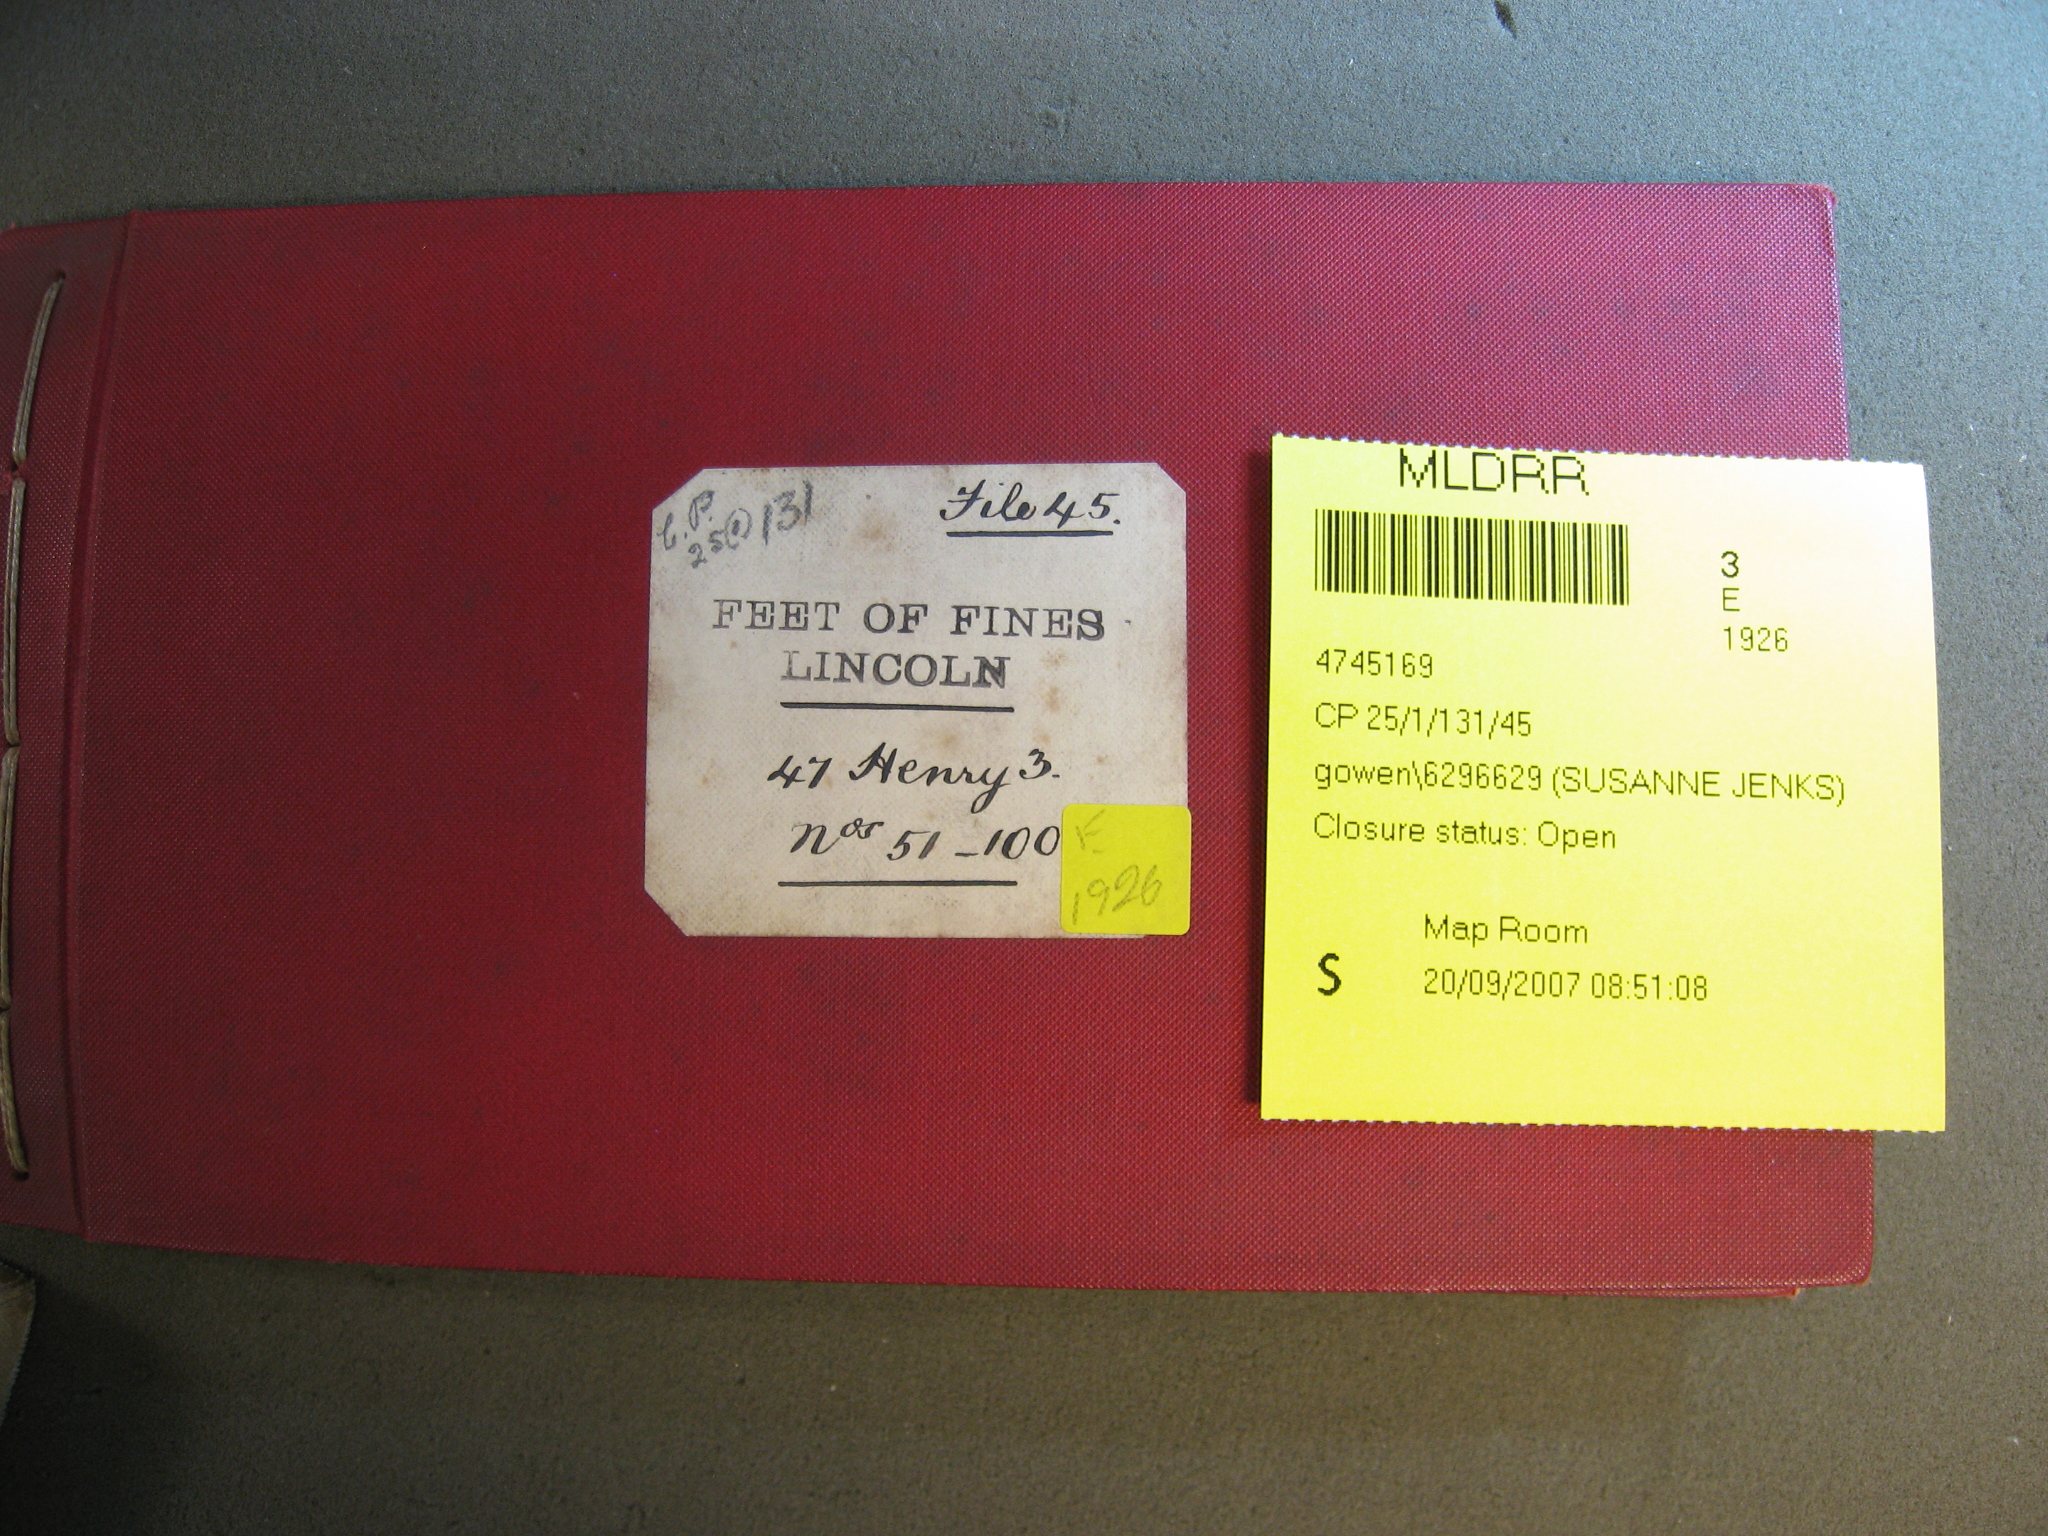 C.P. 25(1) 131
File 45.
FEET OF FINES
LINCOLN
47 Henry 3.
Nos 51-100
E
1926
MLDRR
3
E
1926
4745169
CP 25/1/131/45
gowen\6296629 (SUSANNE JENKS)
Closure status: Open
Map Room
S 20/09/2007 08:51:08